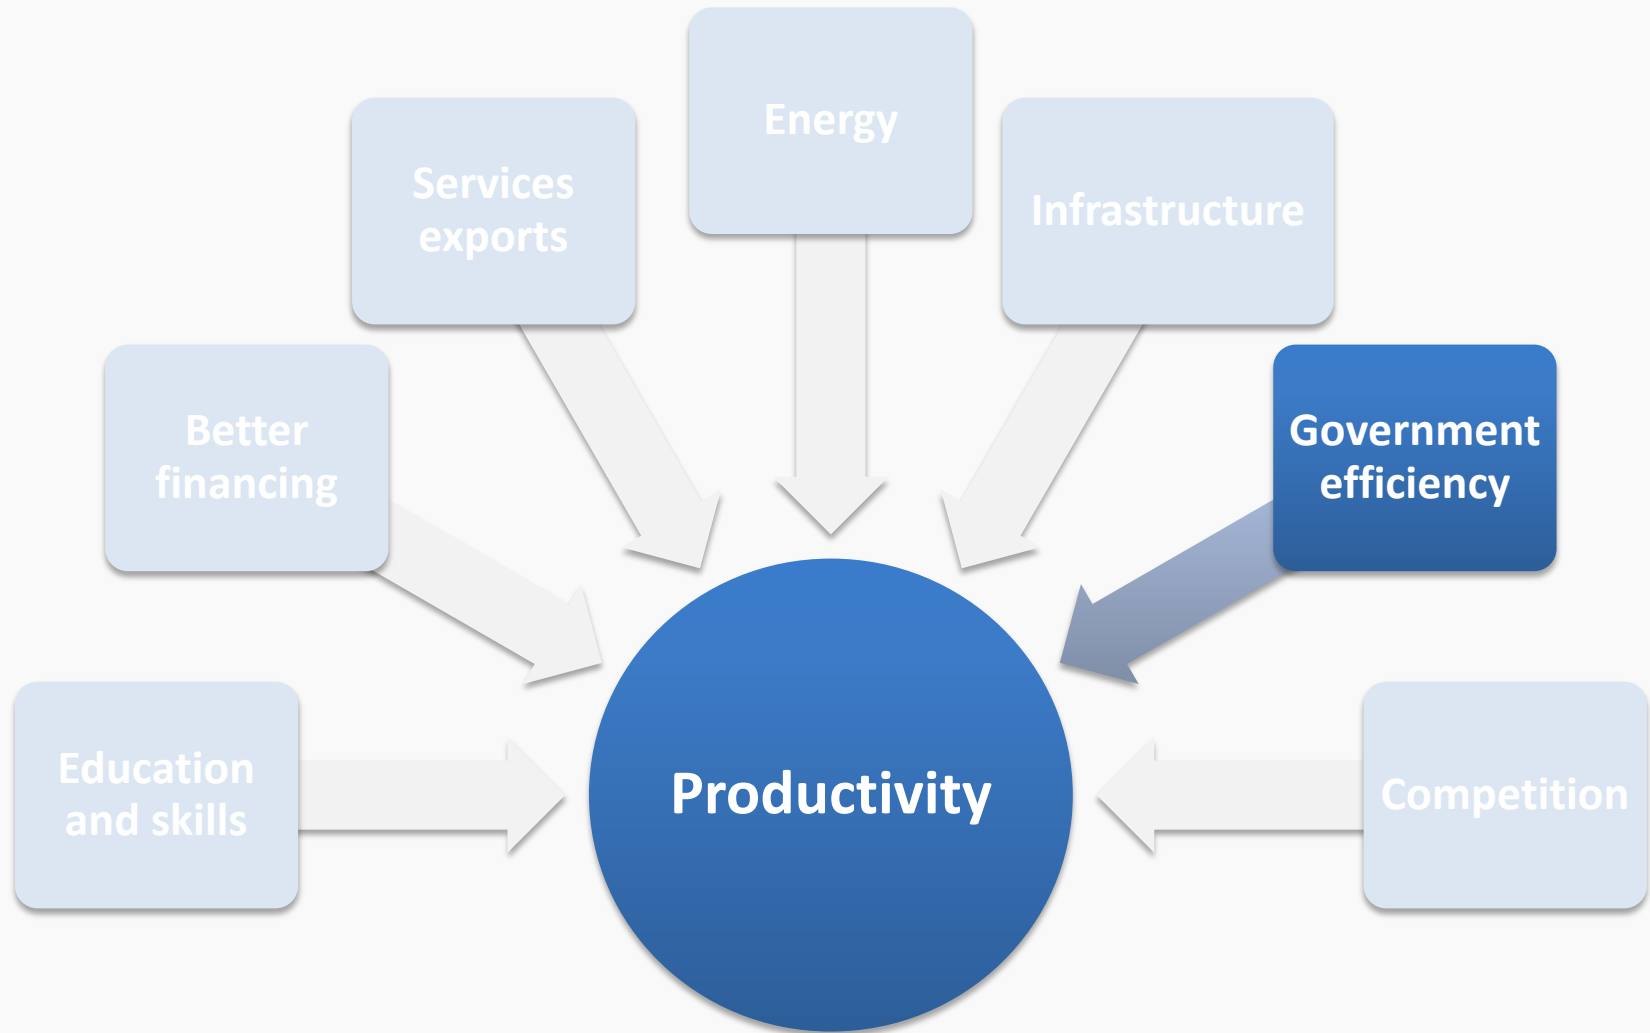 Energy
Services
exports
Infrastructure
Better
financing
Government
efficiency
Education
and skills
Productivity
Competition